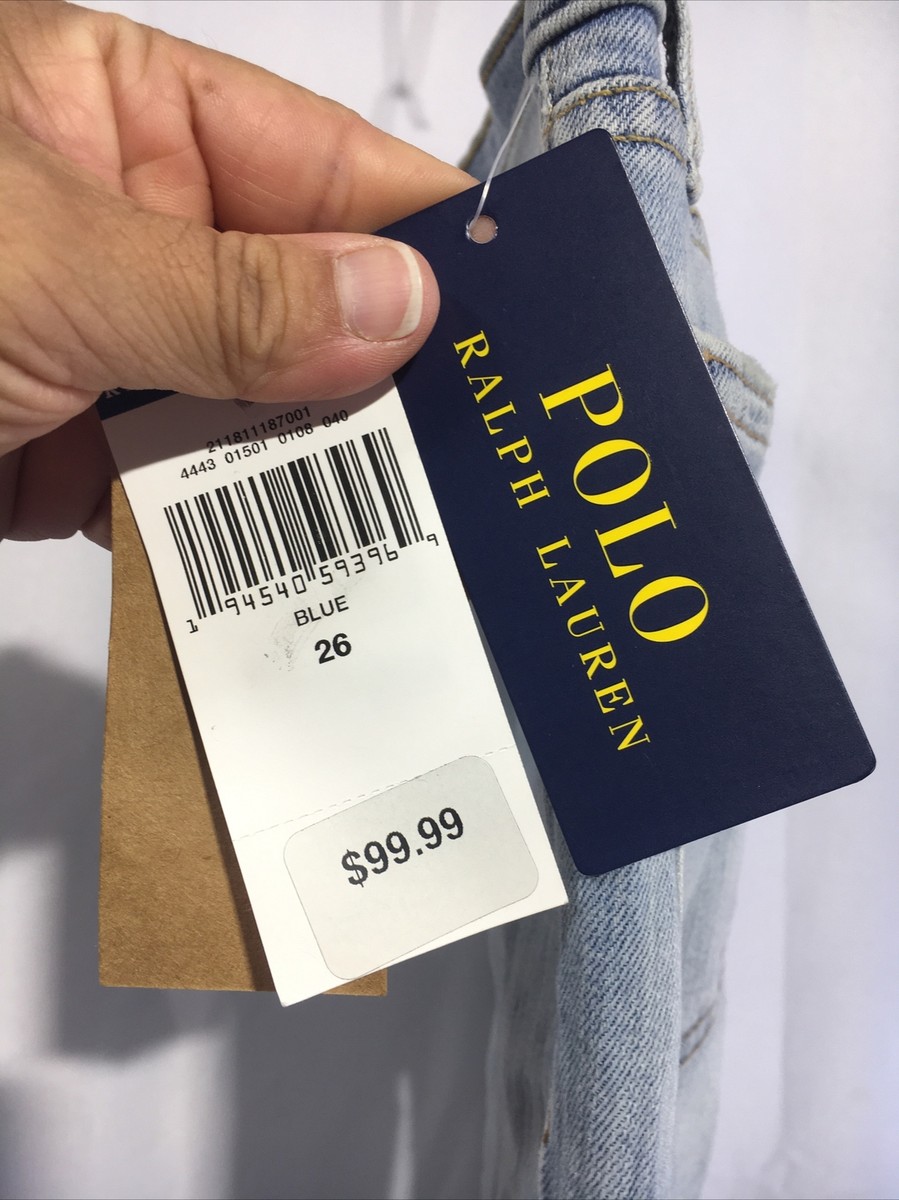 211811187001
4443 01501 0108 040
1 94540 59396 9
BLUE
26
$99.99
POLO
RALPH LAUREN